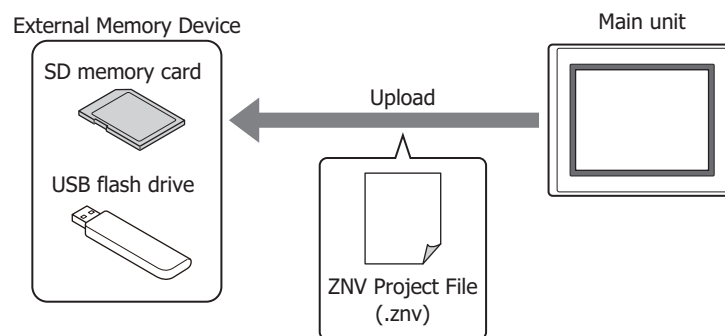 External Memory Device
Main unit
SD memory card
Upload
USB flash drive
ZNV Project File
(.znv)